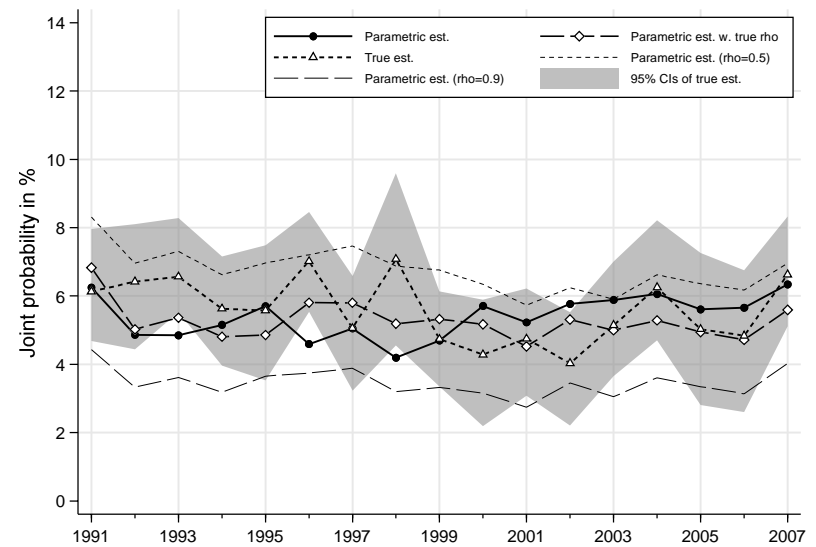 Parametric est.
Parametric est. w. true rho
True est.
Parametric est. (rho=0.5)
Parametric est. (rho=0.9)
95% CIs of true est.
Joint probability in %
14
12
10
8
6
4
2
0
1991 1993 1995 1997 1999 2001 2003 2005 2007